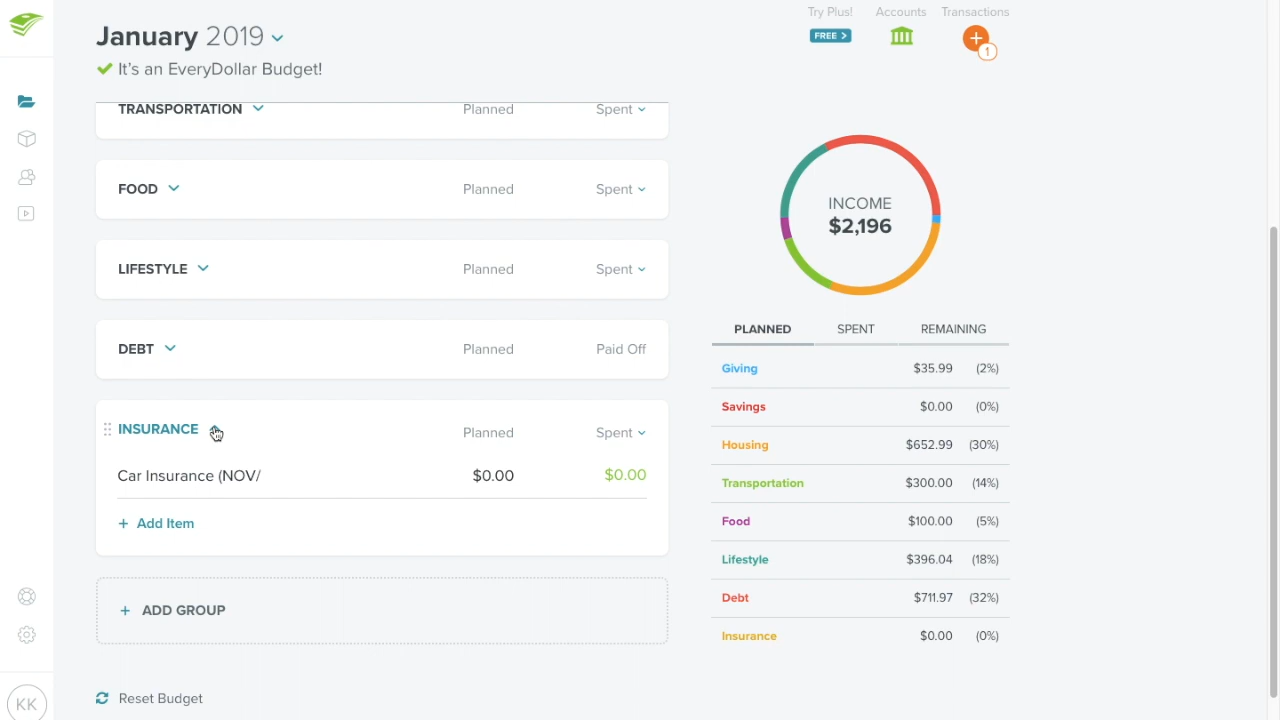 January 2019
It's an EveryDollar Budget!
Try Plus!
FREE >
Accounts
Transactions
1
TRANSPORTATION Planned Spent
FOOD Planned Spent
LIFESTYLE Planned Spent
DEBT Planned Paid Off
INSURANCE Planned Spent
Car Insurance (NOV/ $0.00 $0.00
+ Add Item
+ ADD GROUP
Reset Budget
KK
INCOME
$2,196
PLANNED SPENT REMAINING
Giving $35.99 (2%)
Savings $0.00 (0%)
Housing $652.99 (30%)
Transportation $300.00 (14%)
Food $100.00 (5%)
Lifestyle $396.04 (18%)
Debt $711.97 (32%)
Insurance $0.00 (0%)